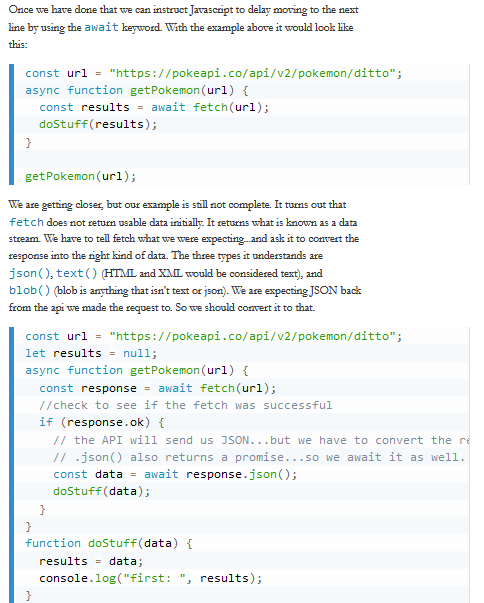 Once we have done that we can instruct Javascript to delay moving to the next
line by using the await keyword. With the example above it would look like
this:
const url = "https://pokeapi.co/api/v2/pokemon/ditto";
async function getPokemon(url) {
  const results = await fetch(url);
  doStuff(results);
}
getPokemon(url);
We are getting closer, but our example is still not complete. It turns out that
fetch does not return usable data initially. It returns what is known as a data
stream. We have to tell fetch what we were expecting...and ask it to convert the
response into the right kind of data. The three types it understands are
json(), text() (HTML and XML would be considered text), and
blob() (blob is anything that isn't text or json). We are expecting JSON back
from the api we made the request to. So we should convert it to that.
const url = "https://pokeapi.co/api/v2/pokemon/ditto";
let results = null;
async function getPokemon(url) {
  const response = await fetch(url);
  //check to see if the fetch was successful
  if (response.ok) {
    // the API will send us JSON...but we have to convert the
    // .json() also returns a promise...so we await it as well.
    const data = await response.json();
    doStuff(data);
  }
}
function doStuff(data) {
  results = data;
  console.log("first: ", results);
}